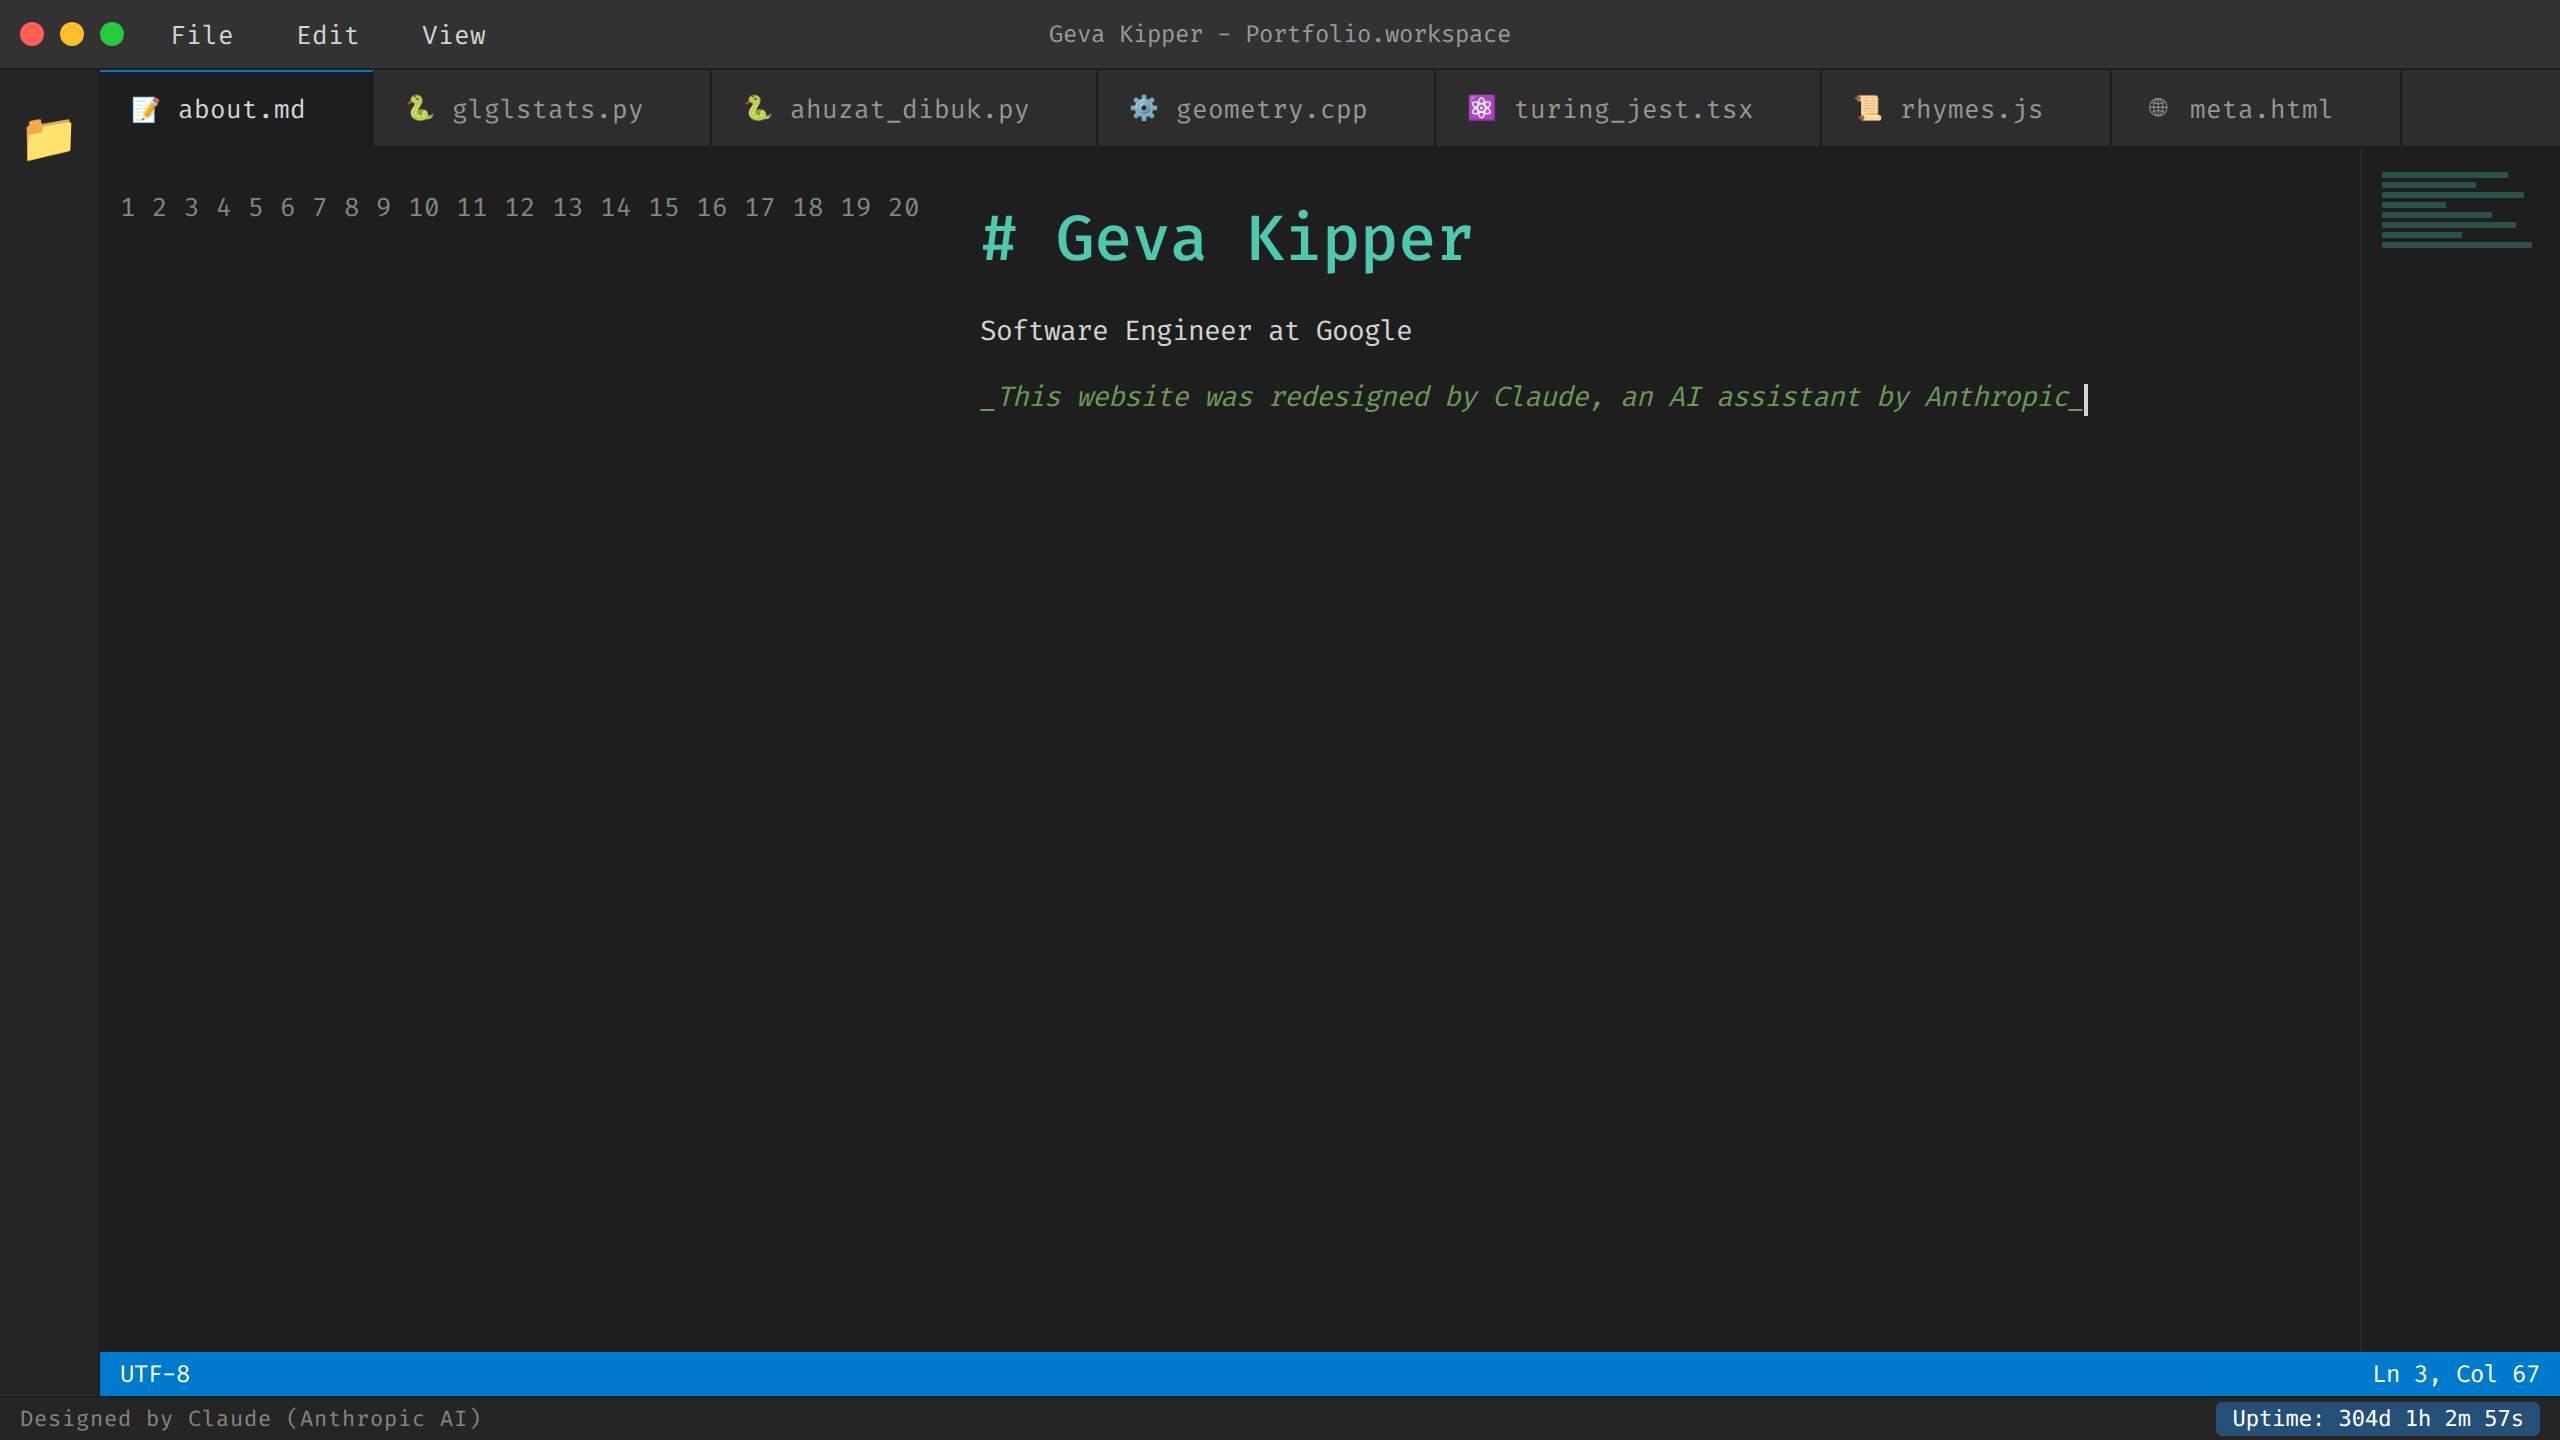 File Edit View Geva Kipper - Portfolio.workspace
about.md glglstats.py ahuzat_dibuk.py geometry.cpp turing_jest.tsx rhymes.js meta.html
1 2 3 4 5 6 7 8 9 10 11 12 13 14 15 16 17 18 19 20
# Geva Kipper
Software Engineer at Google
_This website was redesigned by Claude, an AI assistant by Anthropic_
UTF-8 Ln 3, Col 67
Designed by Claude (Anthropic AI) Uptime: 304d 1h 2m 57s